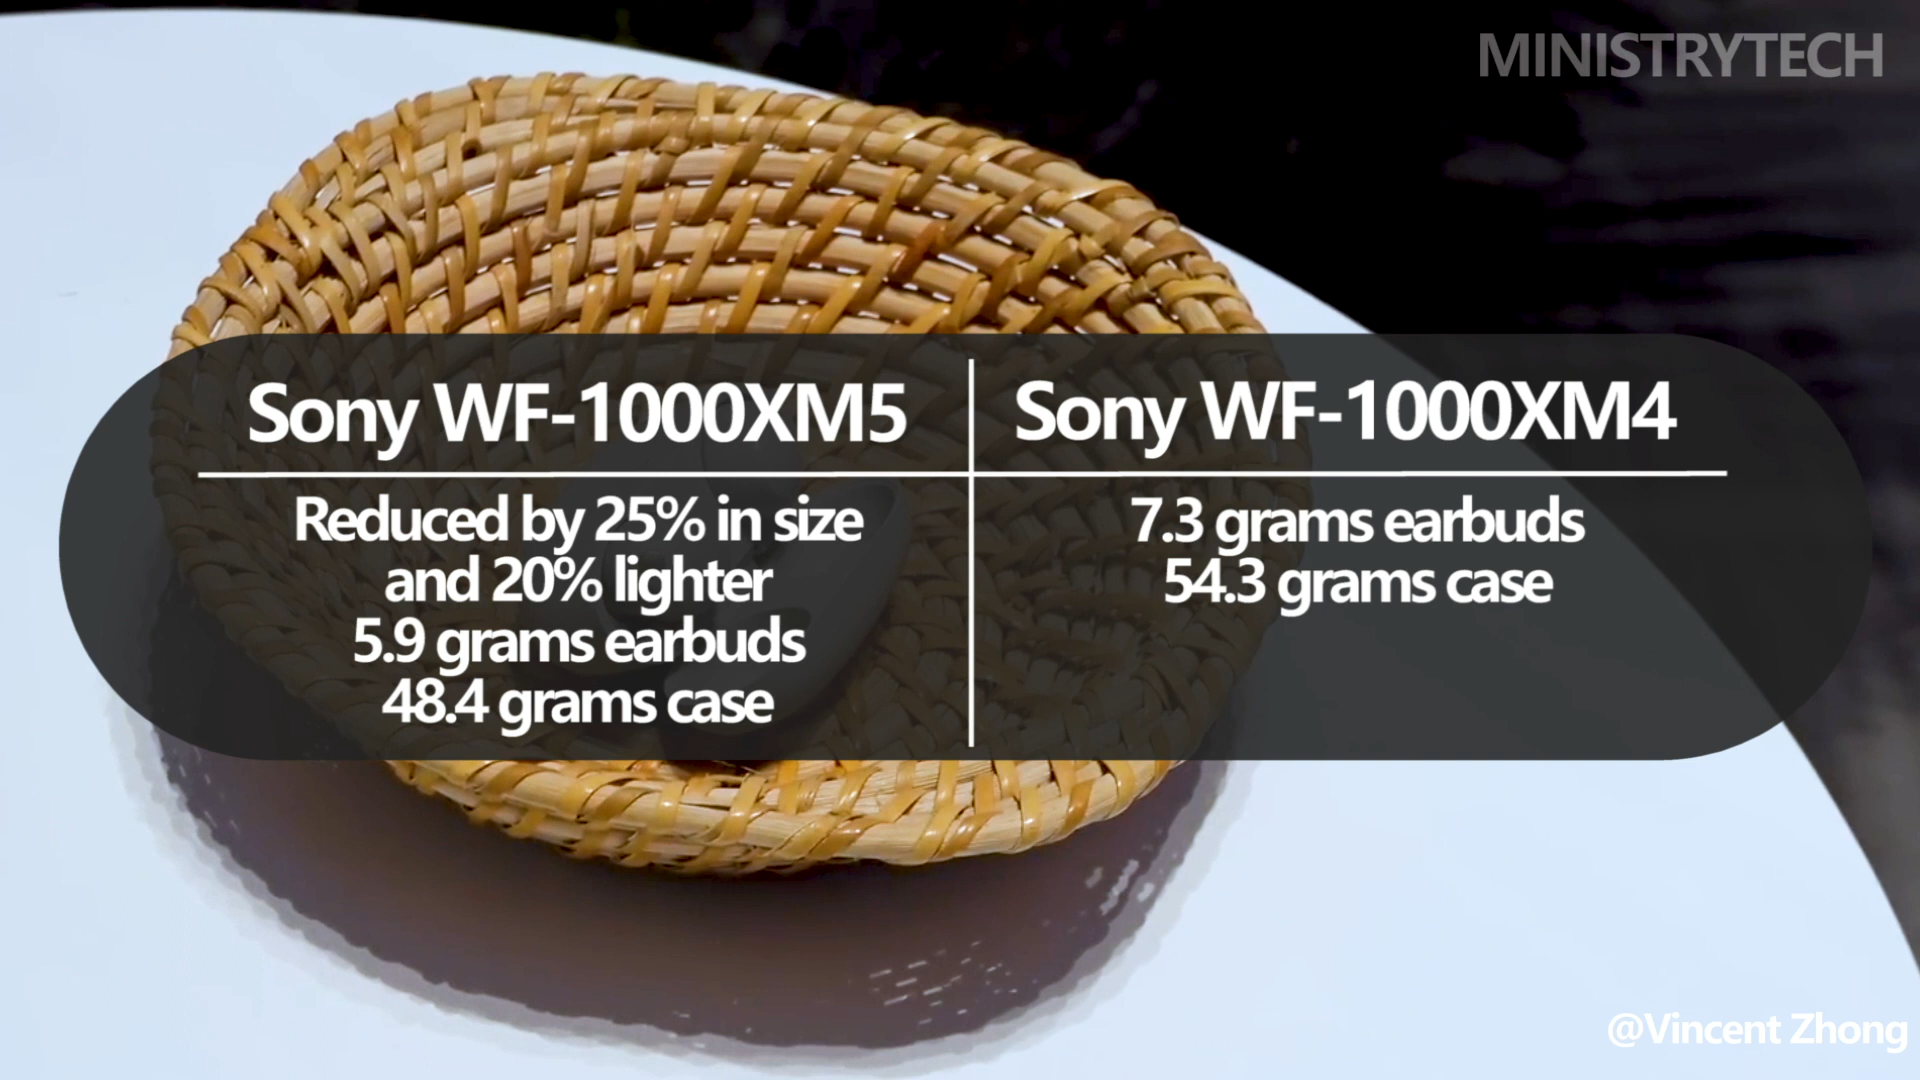 MINISTRYTECH
Sony WF-1000XM5
Reduced by 25% in size
and 20% lighter
5.9 grams earbuds
48.4 grams case
Sony WF-1000XM4
7.3 grams earbuds
54.3 grams case
@Vincent Zhong